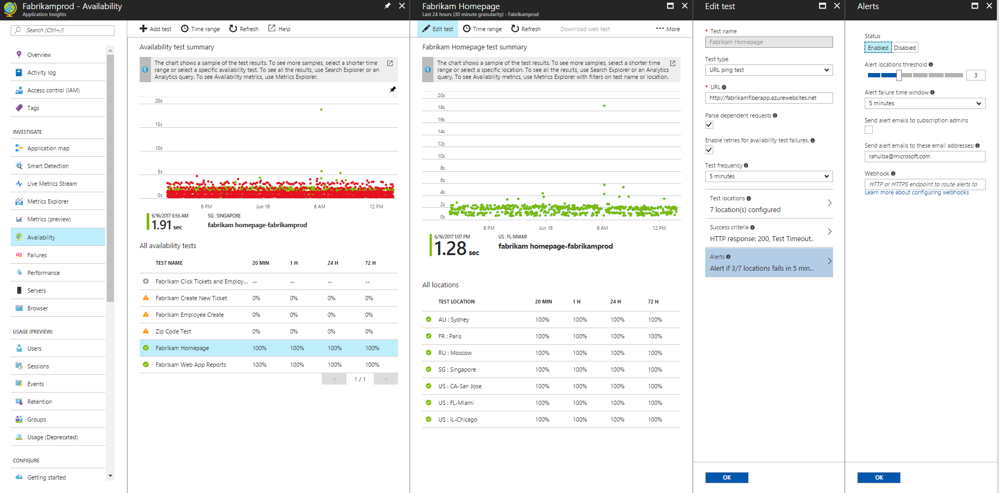 Fabrikamprod - Availability
Application Insights
Search (Ctrl+/)
Overview
Activity log
Access control (IAM)
Tags
INVESTIGATE
Application map
Smart Detection
Live Metrics Stream
Metrics Explorer
Metrics (preview)
Availability
Failures
Performance
Servers
Browser
USAGE (PREVIEW)
Users
Sessions
Events
Retention
Groups
Usage (Deprecated)
CONFIGURE
Getting started
Add test Time range Refresh Help
Availability test summary
The chart shows a sample of the test results. To see more samples, select a shorter time
range or select a specific availability test. To see all the results, use Search Explorer or an
Analytics query. To see Availability metrics, use Metrics Explorer.
20s
15s
10s
5s
0s
6 PM Jun 16 6 AM 12 PM
6/16/2017 6:56 AM SG : SINGAPORE
1.91 sec fabrikam homepage-fabrikamprod
All availability tests
TEST NAME 20 MIN 1 H 24 H 72 H
Fabrikam Click Tickets and Employ... -- -- -- --
Fabrikam Create New Ticket 0% 0% 0% 0%
Fabrikam Employee Create 0% 0% 0% 0%
Zip Code Test 0% 0% 0% 0%
Fabrikam Homepage 100% 100% 100% 100%
Fabrikam Web App Reports 100% 100% 100% 100%
< 1 / 1 >
Fabrikam Homepage
Last 24 hours (30 minute granularity) - Fabrikamprod
Edit test Time range Refresh Download web test More
Fabrikam Homepage test summary
The chart shows a sample of the test results. To see more samples, select a shorter time
range or select a specific location. To see all the results, use Search Explorer or an Analytics
query. To see Availability metrics, use Metrics Explorer with filters on test name or location.
20s
18s
16s
14s
12s
10s
8s
6s
4s
2s
0s
6 PM Jun 16 6 AM 12 PM
6/16/2017 1:07 PM US : FL-MIAMI
1.28 sec fabrikam homepage-fabrikamprod
All locations
TEST LOCATION 20 MIN 1 H 24 H 72 H
AU : Sydney 100% 100% 100% 100%
FR : Paris 100% 100% 100% 100%
RU : Moscow 100% 100% 100% 100%
SG : Singapore 100% 100% 100% 100%
US : CA-San Jose 100% 100% 100% 100%
US : FL-Miami 100% 100% 100% 100%
US : IL-Chicago 100% 100% 100% 100%
Edit test
* Test name
Fabrikam Homepage
Test type
URL ping test
* URL
http://fabrikamfiberapp.azurewebsites.net
Parse dependent requests
Enable retries for availability test failures.
Test frequency
5 minutes
Test locations
7 location(s) configured
Success criteria
HTTP response: 200, Test Timeout..
Alerts
Alert if 3/7 locations fails in 5 min...
OK
Alerts
Status
Enabled Disabled
Alert locations threshold
3
Alert failure time window
5 minutes
Send alert emails to subscription admins
Send alert emails to these email addresses:
rahulba@microsoft.com
Webhook
HTTP or HTTPS endpoint to route alerts to
Learn more about configuring webhooks
OK